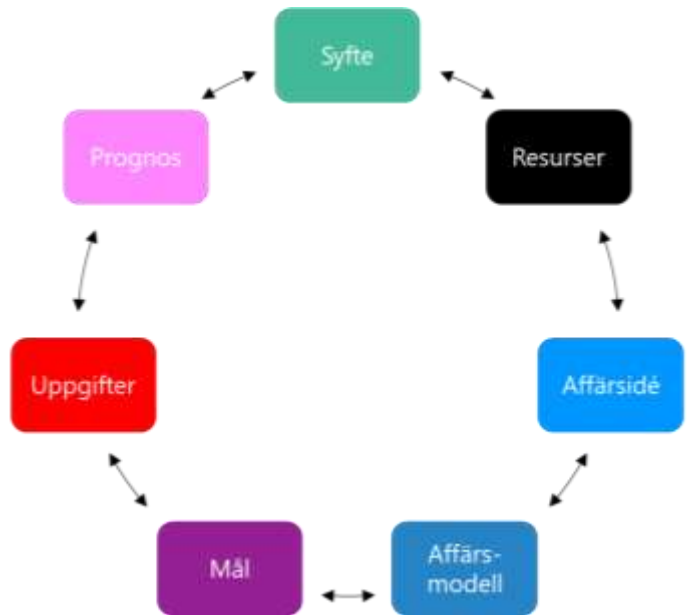 Syfte
Resurser
Affärsidé
Affärs-
modell
Mål
Uppgifter
Prognos